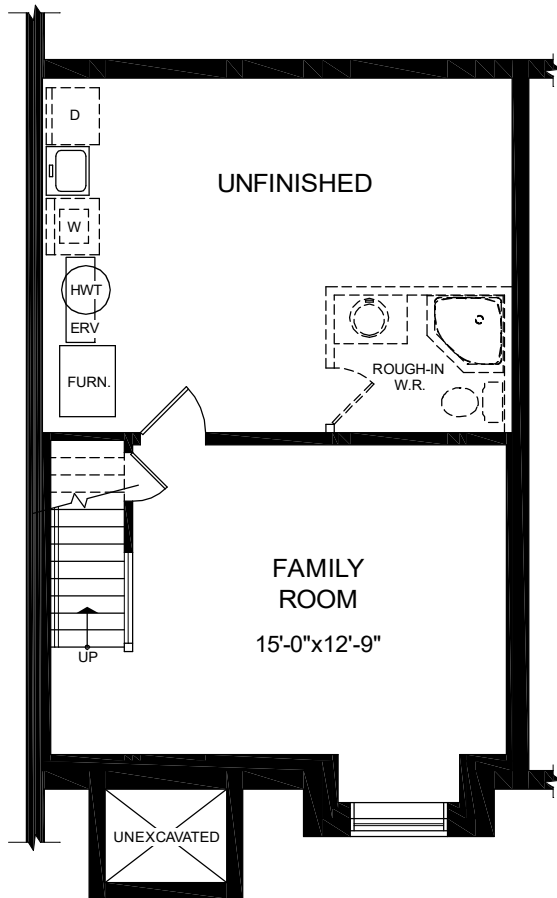 D
UNFINISHED
W
HWT
ERV
FURN.
ROUGH-IN
W.R.
FAMILY
ROOM
15'-0"x12'-9"
UP
UNEXCAVATED